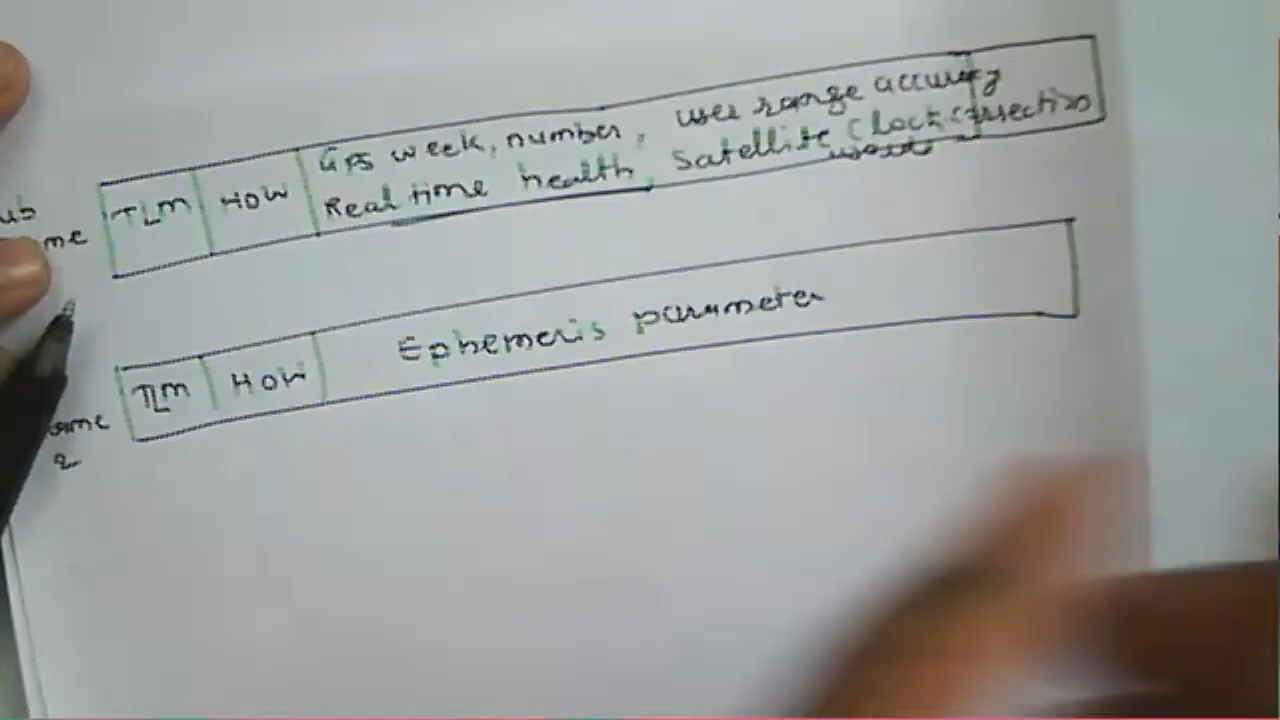 TLM HOW GPS week, number, user range accuracy
Real time health, Satellite Clock correction
me
TLM HOW Ephemeris parameter
ame
2